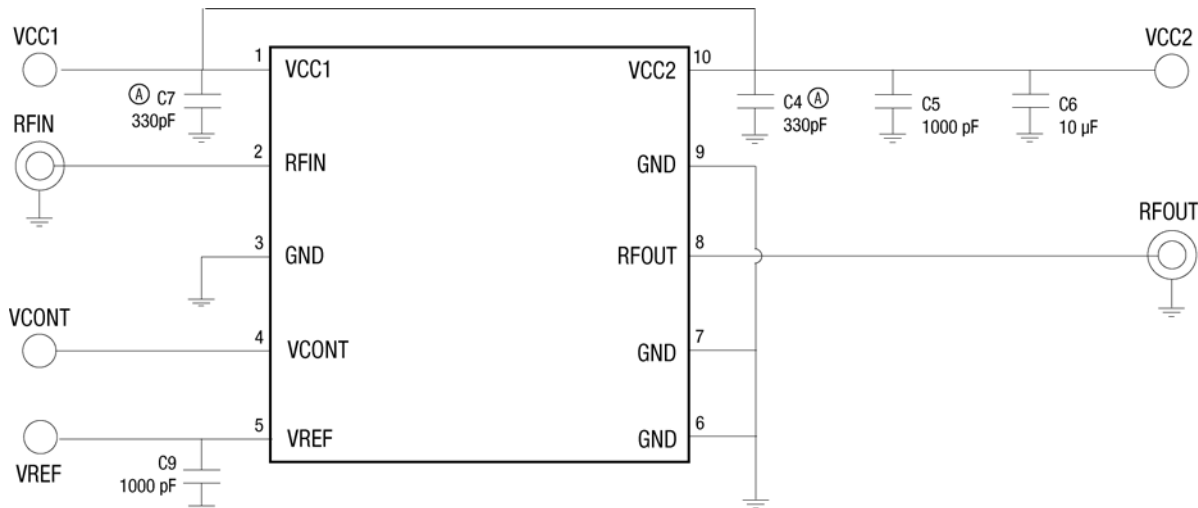 VCC1
1
VCC1
Ⓐ C7
330pF
RFIN
2
RFIN
3
GND
VCONT
4
VCONT
5
VREF
VREF
C9
1000 pF
VCC2
10
VCC2
C4 Ⓐ
330pF
C5
1000 pF
C6
10 µF
9
GND
RFOUT
8
RFOUT
7
GND
6
GND